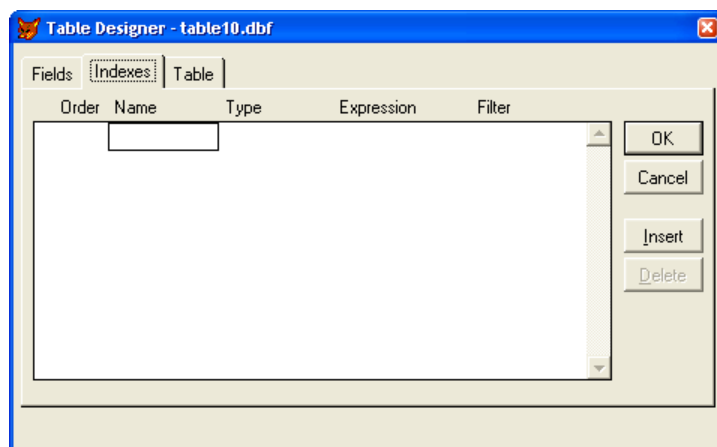 Table Designer - table10.dbf
Fields Indexes Table
Order Name Type Expression Filter
OK
Cancel
Insert
Delete